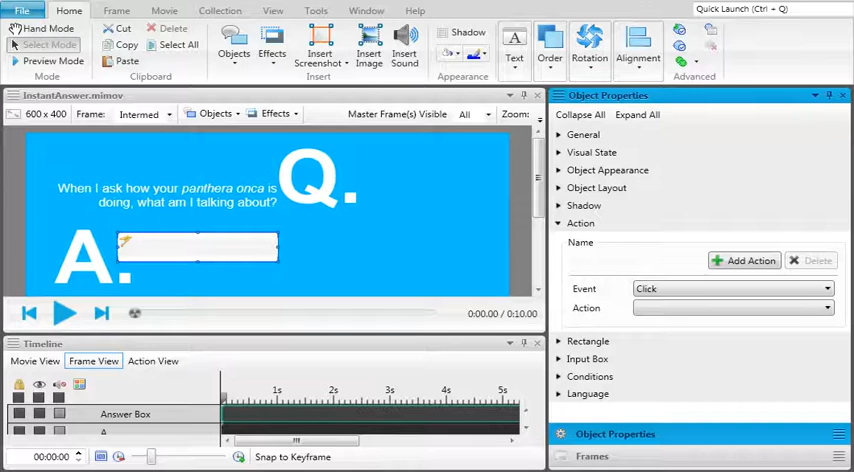 File Home Frame Movie Collection View Tools Window Help Quick Launch (Ctrl + Q)
Hand Mode
Select Mode
Preview Mode
Mode
Cut
Copy
Paste
Delete
Select All
Clipboard
Objects
Effects
Insert Screenshot
Insert Image
Insert Sound
Insert
Shadow
Appearance
Text
Order
Rotation
Alignment
Advanced
InstantAnswer.mimov
600 x 400 Frame: Intermed Objects Effects Master Frame(s) Visible All Zoom:
Q.
When I ask how your panthera onca is
doing, what am I talking about?
A.
0:00.00 / 0:10.00
Timeline
Movie View Frame View Action View
1s 2s 3s 4s 5s
Answer Box
A
00:00:00 Snap to Keyframe
Object Properties
Collapse All Expand All
General
Visual State
Object Appearance
Object Layout
Shadow
Action
Name
Add Action Delete
Event Click
Action
Rectangle
Input Box
Conditions
Language
Object Properties
Frames